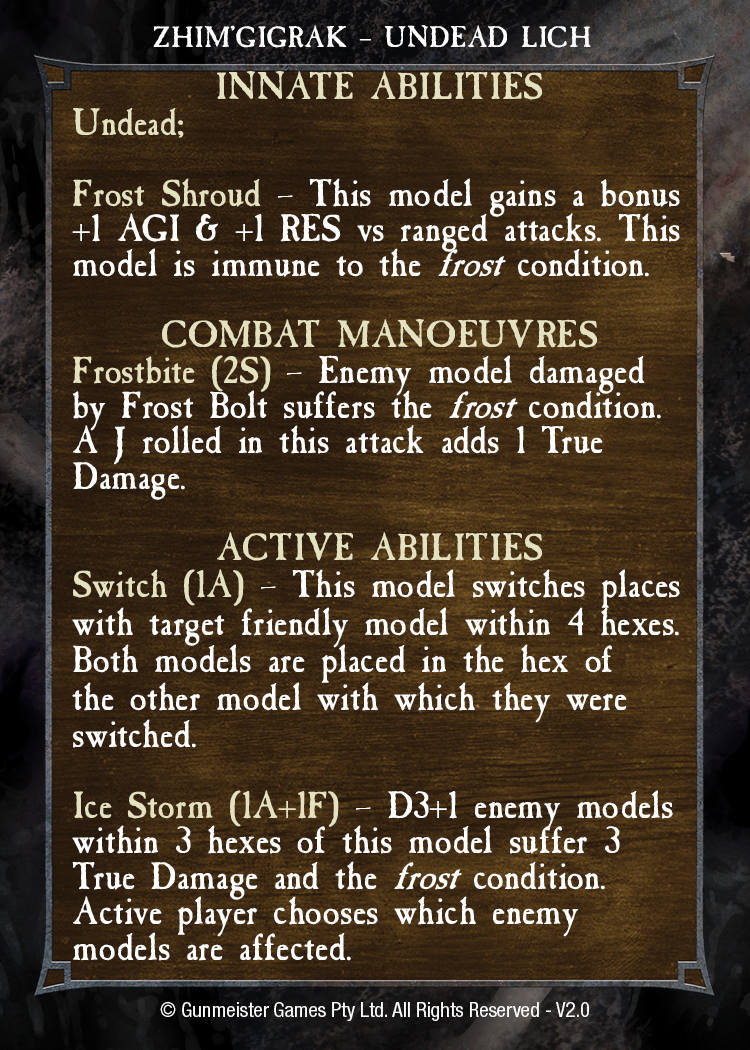 ZHIM'GIGRAK – UNDEAD LICH
INNATE ABILITIES
Undead;
Frost Shroud – This model gains a bonus
+1 AGI & +1 RES vs ranged attacks. This
model is immune to the frost condition.
COMBAT MANOEUVRES
Frostbite (2S) – Enemy model damaged
by Frost Bolt suffers the frost condition.
A J rolled in this attack adds 1 True
Damage.
ACTIVE ABILITIES
Switch (1A) – This model switches places
with target friendly model within 4 hexes.
Both models are placed in the hex of
the other model with which they were
switched.
Ice Storm (1A+1F) – D3+1 enemy models
within 3 hexes of this model suffer 3
True Damage and the frost condition.
Active player chooses which enemy
models are affected.
© Gunmeister Games Pty Ltd. All Rights Reserved - V2.0